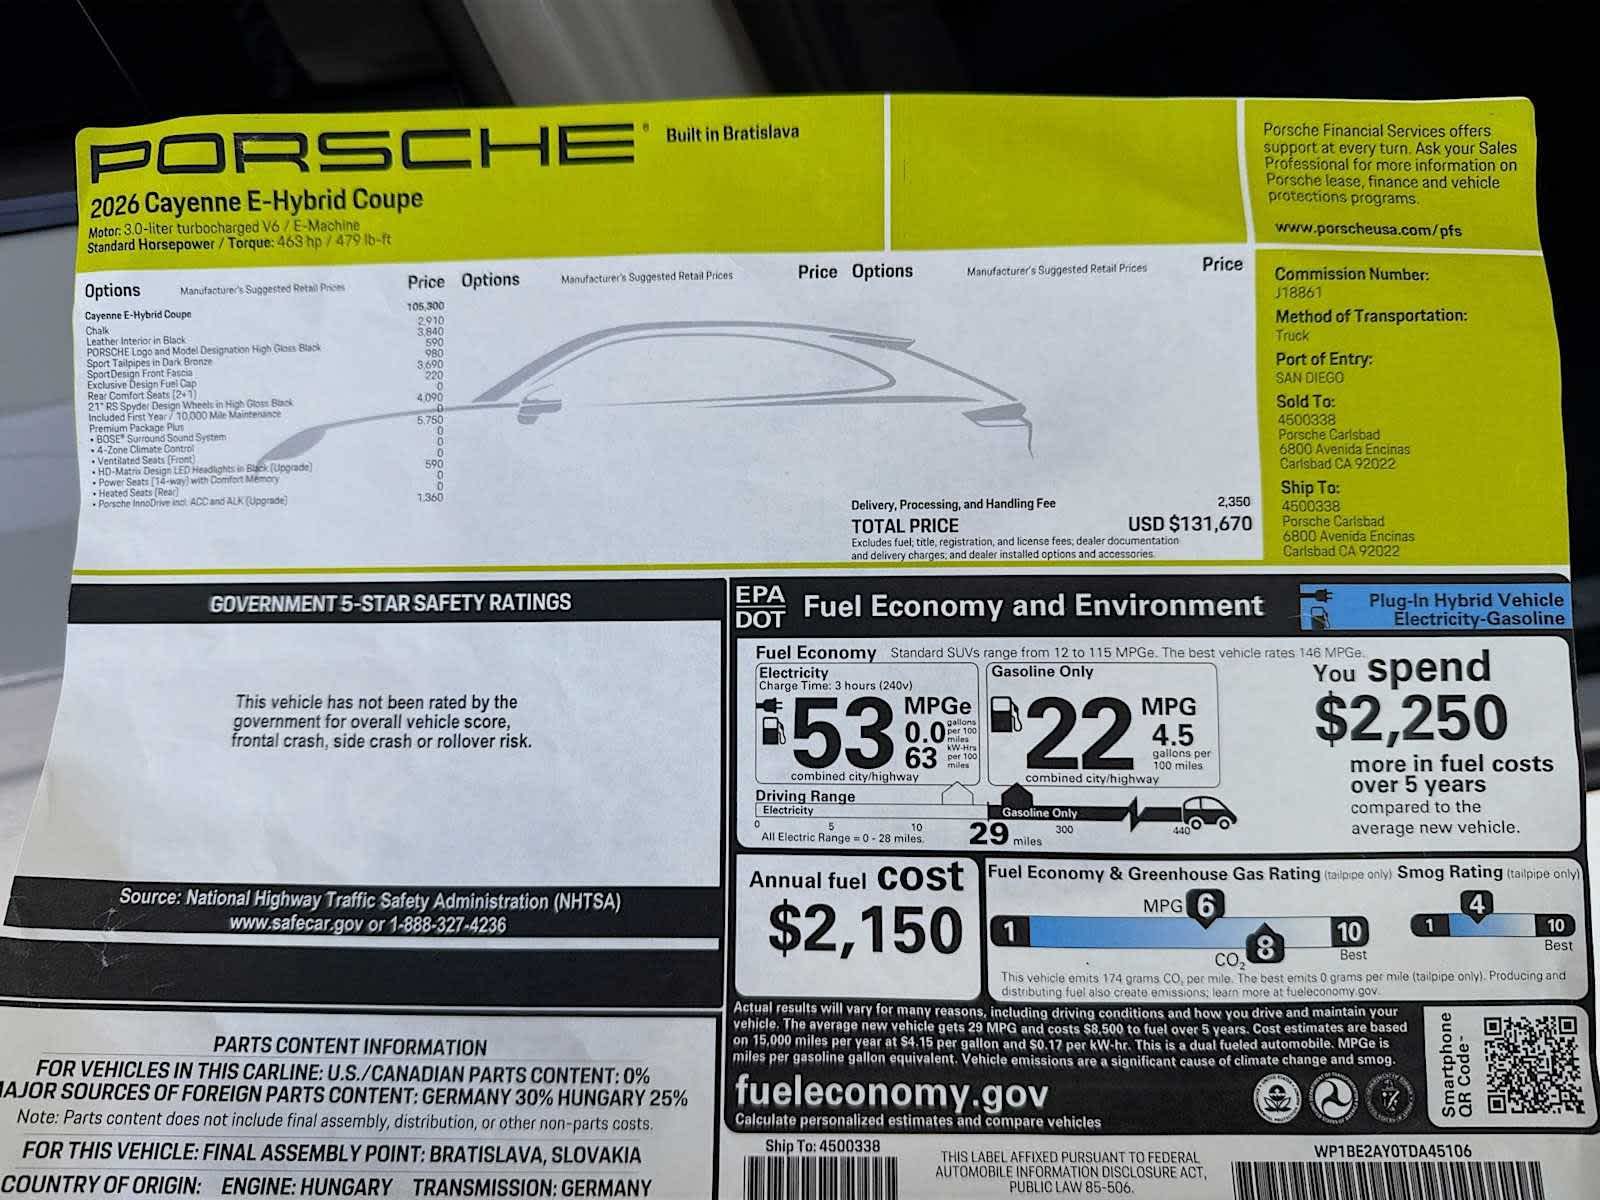 PORSCHE® Built in Bratislava
2026 Cayenne E-Hybrid Coupe
Motor: 3.0-liter turbocharged V6 / E-Machine
Standard Horsepower / Torque: 463 hp / 479 lb-ft
Porsche Financial Services offers
support at every turn. Ask your Sales
Professional for more information on
Porsche lease, finance and vehicle
protections programs.
www.porscheusa.com/pfs
Options Manufacturer's Suggested Retail Prices Price Options Manufacturer's Suggested Retail Prices Price Options Manufacturer's Suggested Retail Prices Price
Cayenne E-Hybrid Coupe 105,300
Chalk 2,910
Leather Interior in Black 3,840
PORSCHE Logo and Model Designation High Gloss Black 590
Sport Tailpipes in Dark Bronze 980
SportDesign Front Fascia 3,690
Exclusive Design Fuel Cap 220
Rear Comfort Seats (2+1) 0
21" RS Spyder Design Wheels in High Gloss Black 4,090
Included First Year / 10,000 Mile Maintenance 0
Premium Package Plus 5,750
• BOSE® Surround Sound System 0
• 4-Zone Climate Control 0
• Ventilated Seats (Front) 0
• HD-Matrix Design LED Headlights in Black (Upgrade) 590
• Power Seats (14-way) with Comfort Memory 0
• Heated Seats (Rear) 0
• Porsche InnoDrive incl. ACC and ALK (Upgrade) 1,360
Delivery, Processing, and Handling Fee 2,350
TOTAL PRICE USD $131,670
Excludes fuel; title, registration, and license fees; dealer documentation
and delivery charges; and dealer installed options and accessories.
Commission Number:
J18861
Method of Transportation:
Truck
Port of Entry:
SAN DIEGO
Sold To:
4500338
Porsche Carlsbad
6800 Avenida Encinas
Carlsbad CA 92022
Ship To:
4500338
Porsche Carlsbad
6800 Avenida Encinas
Carlsbad CA 92022
GOVERNMENT 5-STAR SAFETY RATINGS
This vehicle has not been rated by the
government for overall vehicle score,
frontal crash, side crash or rollover risk.
Source: National Highway Traffic Safety Administration (NHTSA)
www.safecar.gov or 1-888-327-4236
PARTS CONTENT INFORMATION
FOR VEHICLES IN THIS CARLINE: U.S./CANADIAN PARTS CONTENT: 0%
AJOR SOURCES OF FOREIGN PARTS CONTENT: GERMANY 30% HUNGARY 25%
Note: Parts content does not include final assembly, distribution, or other non-parts costs.
FOR THIS VEHICLE: FINAL ASSEMBLY POINT: BRATISLAVA, SLOVAKIA
COUNTRY OF ORIGIN: ENGINE: HUNGARY TRANSMISSION: GERMANY
EPA
DOT
Fuel Economy and Environment
Plug-In Hybrid Vehicle
Electricity-Gasoline
Fuel Economy Standard SUVs range from 12 to 115 MPGe. The best vehicle rates 146 MPGe.
Electricity
Charge Time: 3 hours (240v)
53 MPGe
0.0 gallons per 100 miles
63 kW-Hrs per 100 miles
combined city/highway
Gasoline Only
22 MPG
4.5
gallons per
100 miles
combined city/highway
You spend
$2,250
more in fuel costs
over 5 years
compared to the
average new vehicle.
Driving Range
Electricity Gasoline Only
0 5 10 29 miles 300 440
All Electric Range = 0 - 28 miles.
Annual fuel cost
$2,150
Fuel Economy & Greenhouse Gas Rating (tailpipe only)
MPG 6
1 10
Best
CO2 8
Smog Rating (tailpipe only)
4
1 10
Best
This vehicle emits 174 grams CO2 per mile. The best emits 0 grams per mile (tailpipe only). Producing and
distributing fuel also create emissions; learn more at fueleconomy.gov.
Actual results will vary for many reasons, including driving conditions and how you drive and maintain your
vehicle. The average new vehicle gets 29 MPG and costs $8,500 to fuel over 5 years. Cost estimates are based
on 15,000 miles per year at $4.15 per gallon and $0.17 per kW-hr. This is a dual fueled automobile. MPGe is
miles per gasoline gallon equivalent. Vehicle emissions are a significant cause of climate change and smog.
fueleconomy.gov
Calculate personalized estimates and compare vehicles
Smartphone
QR Code
Ship To: 4500338
THIS LABEL AFFIXED PURSUANT TO FEDERAL
AUTOMOBILE INFORMATION DISCLOSURE ACT,
PUBLIC LAW 85-506.
WP1BE2AY0TDA45106